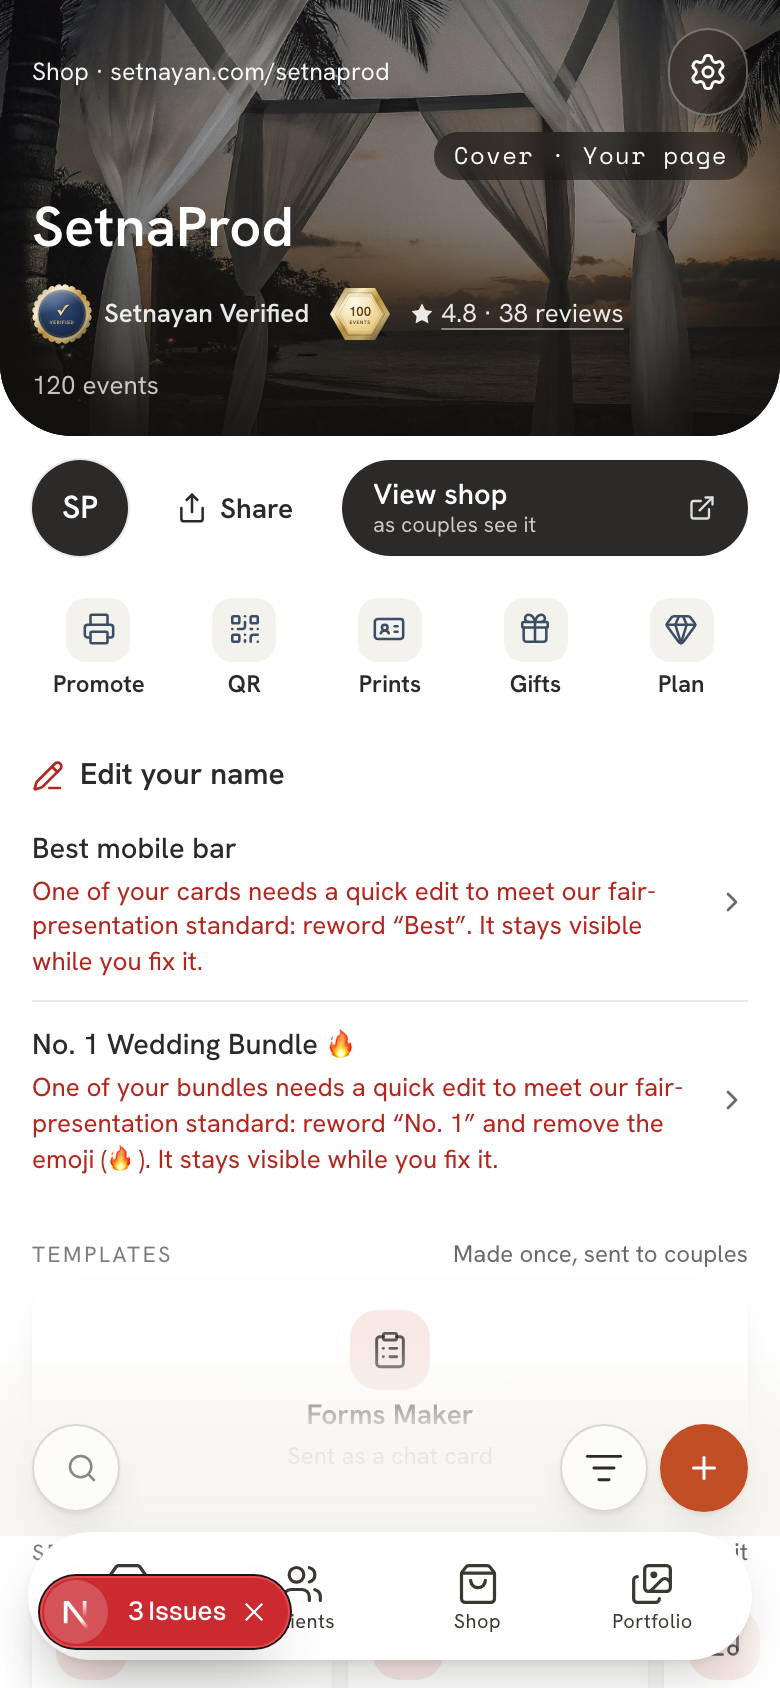 Shop · setnayan.com/setnaprod
Cover · Your page
SetnaProd
✓
VERIFIED
Setnayan Verified
100
EVENTS
★ 4.8 · 38 reviews
120 events
SP
Share
View shop
as couples see it
Promote
QR
Prints
Gifts
Plan
Edit your name
Best mobile bar
One of your cards needs a quick edit to meet our fair-
presentation standard: reword “Best”. It stays visible
while you fix it.
No. 1 Wedding Bundle 🔥
One of your bundles needs a quick edit to meet our fair-
presentation standard: reword “No. 1” and remove the
emoji (🔥). It stays visible while you fix it.
TEMPLATES
Made once, sent to couples
Forms Maker
Sent as a chat card
it
N
3 Issues
ients
Shop
Portfolio